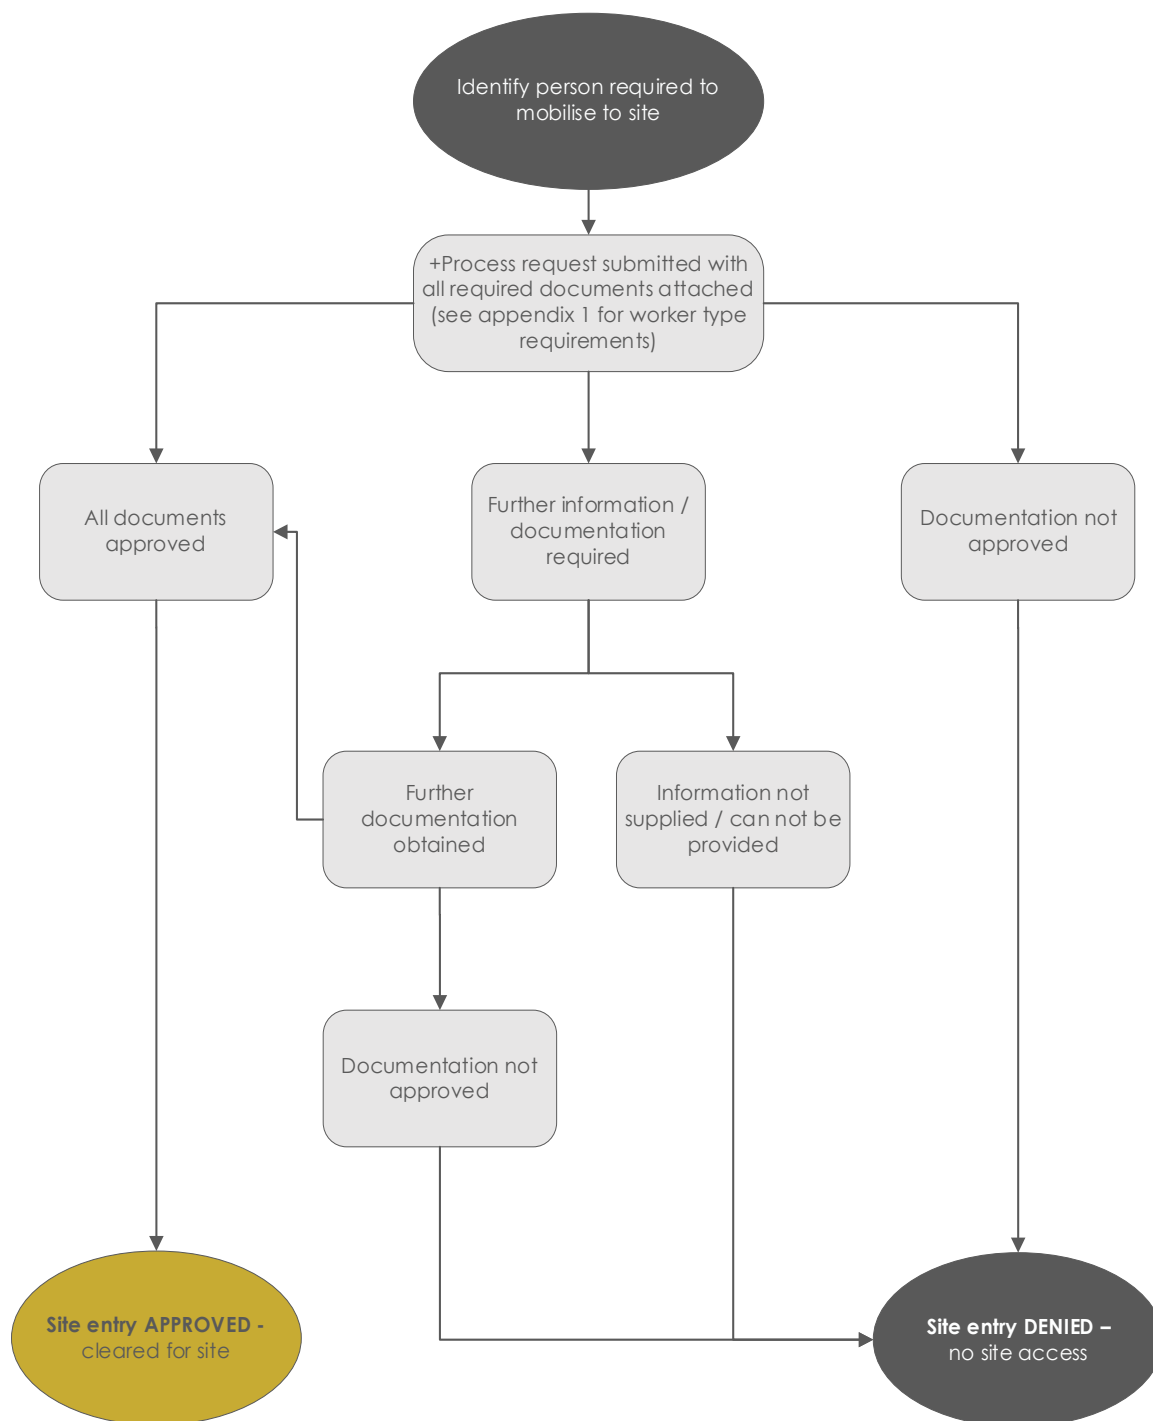 Identify person required to
mobilise to site
+Process request submitted with
all required documents attached
(see appendix 1 for worker type
requirements)
All documents
approved
Further information /
documentation
required
Documentation not
approved
Further
documentation
obtained
Information not
supplied / can not be
provided
Documentation not
approved
Site entry APPROVED -
cleared for site
Site entry DENIED –
no site access